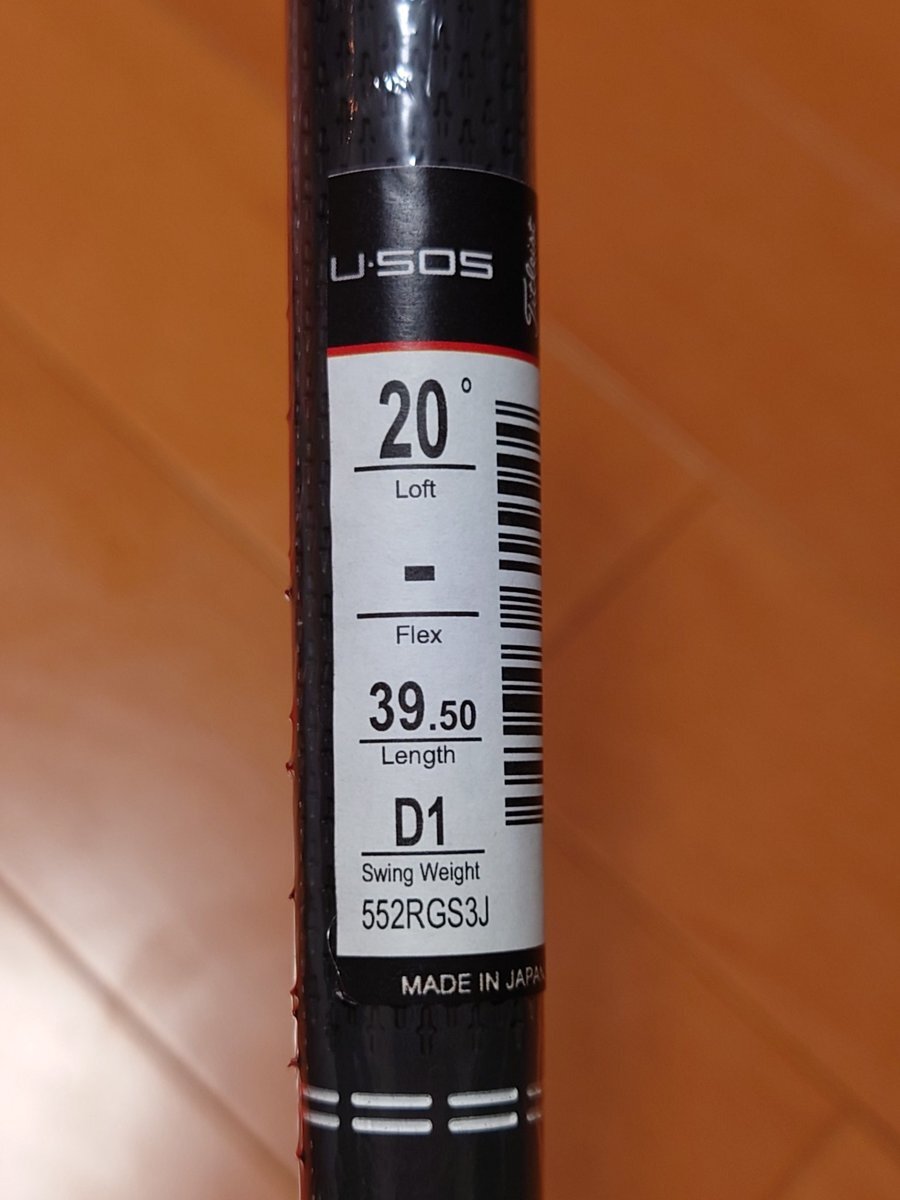 U·505
Titleist
20°
Loft
-
Flex
39.50
Length
D1
Swing Weight
552RGS3J
MADE IN JAPAN